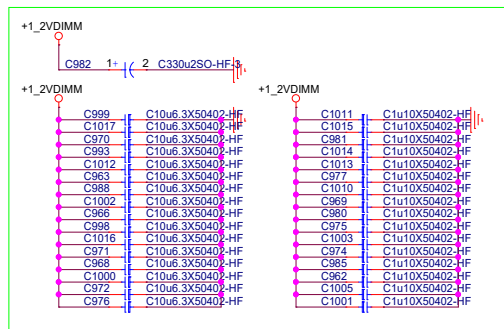 +1_2VDIMM
C982 1+ 2 C330u2SO-HF-3
+1_2VDIMM +1_2VDIMM
C999 C10u6.3X50402-HF C1011 C1u10X50402-HF
C1017 C10u6.3X50402-HF C1015 C1u10X50402-HF
C970 C10u6.3X50402-HF C981 C1u10X50402-HF
C993 C10u6.3X50402-HF C1014 C1u10X50402-HF
C1012 C10u6.3X50402-HF C1013 C1u10X50402-HF
C963 C10u6.3X50402-HF C977 C1u10X50402-HF
C988 C10u6.3X50402-HF C1010 C1u10X50402-HF
C1002 C10u6.3X50402-HF C969 C1u10X50402-HF
C966 C10u6.3X50402-HF C980 C1u10X50402-HF
C998 C10u6.3X50402-HF C975 C1u10X50402-HF
C1016 C10u6.3X50402-HF C1003 C1u10X50402-HF
C971 C10u6.3X50402-HF C974 C1u10X50402-HF
C968 C10u6.3X50402-HF C985 C1u10X50402-HF
C1000 C10u6.3X50402-HF C962 C1u10X50402-HF
C972 C10u6.3X50402-HF C1005 C1u10X50402-HF
C976 C10u6.3X50402-HF C1001 C1u10X50402-HF